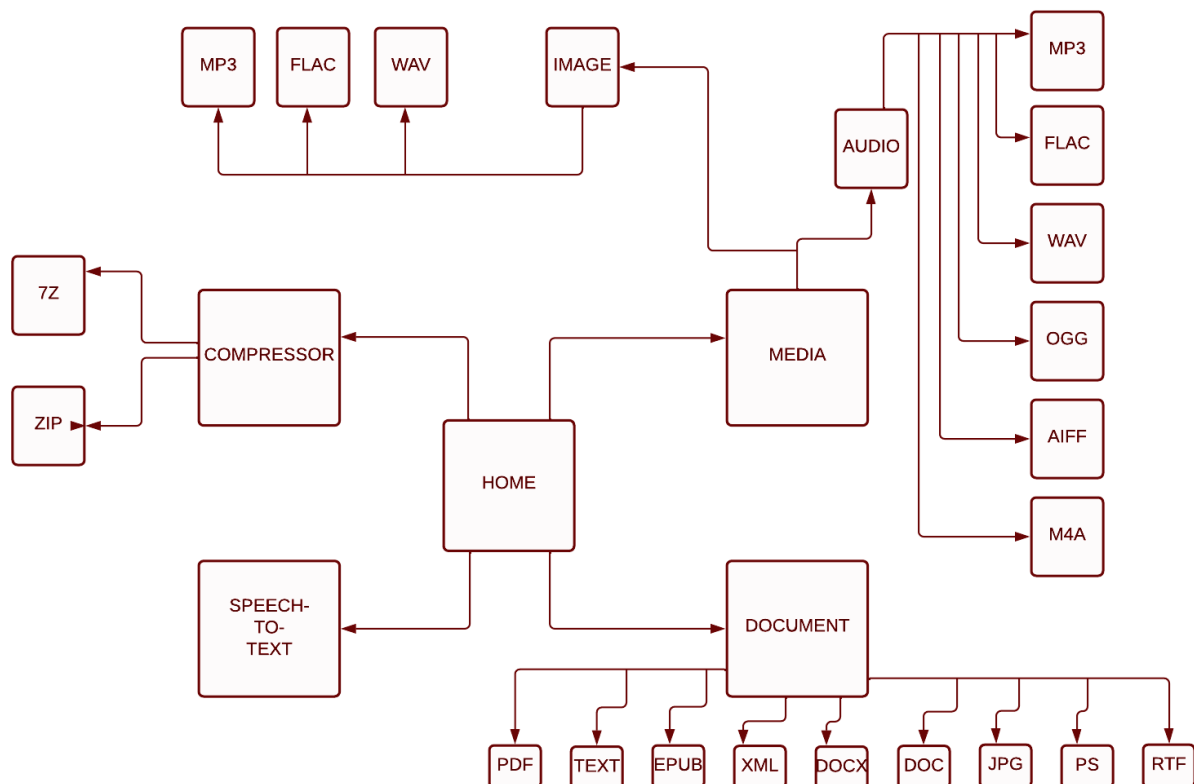 MP3
FLAC
WAV
IMAGE
MP3
AUDIO
FLAC
WAV
7Z
COMPRESSOR
MEDIA
OGG
ZIP
AIFF
HOME
M4A
SPEECH-
TO-
TEXT
DOCUMENT
PDF
TEXT
EPUB
XML
DOCX
DOC
JPG
PS
RTF